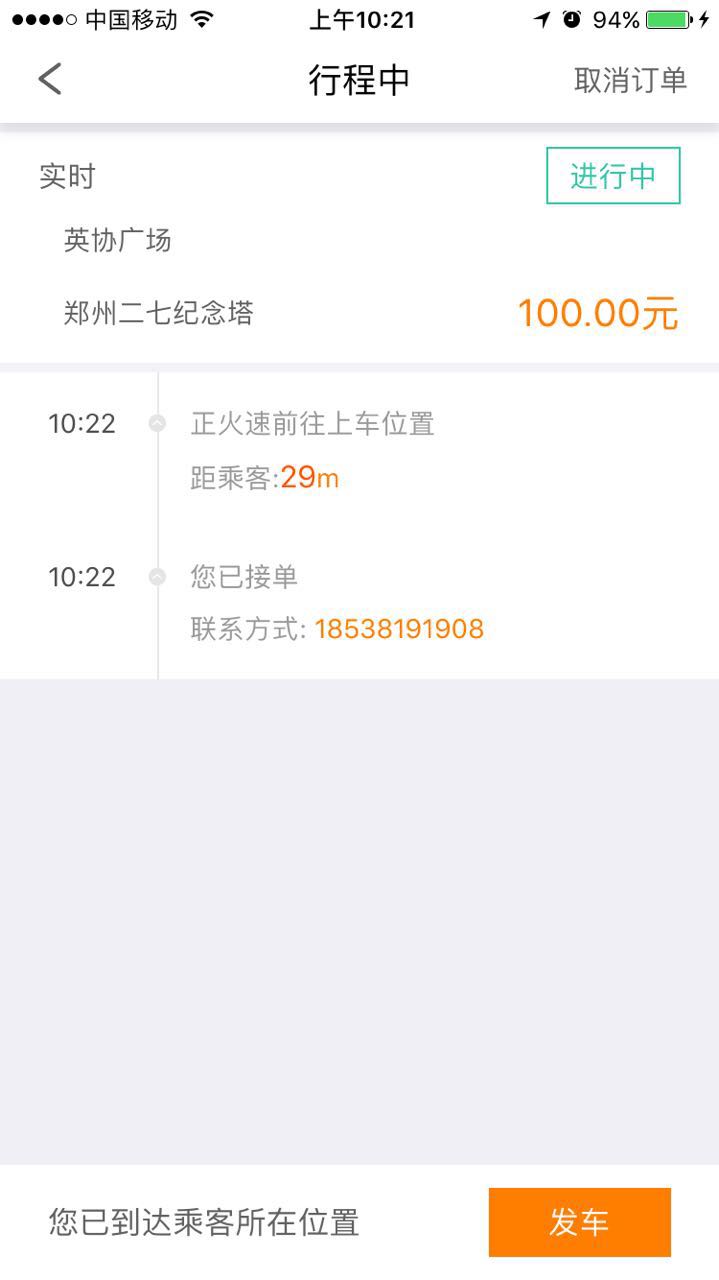 中国移动 上午10:21 94%
行程中 取消订单
实时 进行中
英协广场
郑州二七纪念塔 100.00元
10:22 正火速前往上车位置
距乘客:29m
10:22 您已接单
联系方式: 18538191908
您已到达乘客所在位置 发车